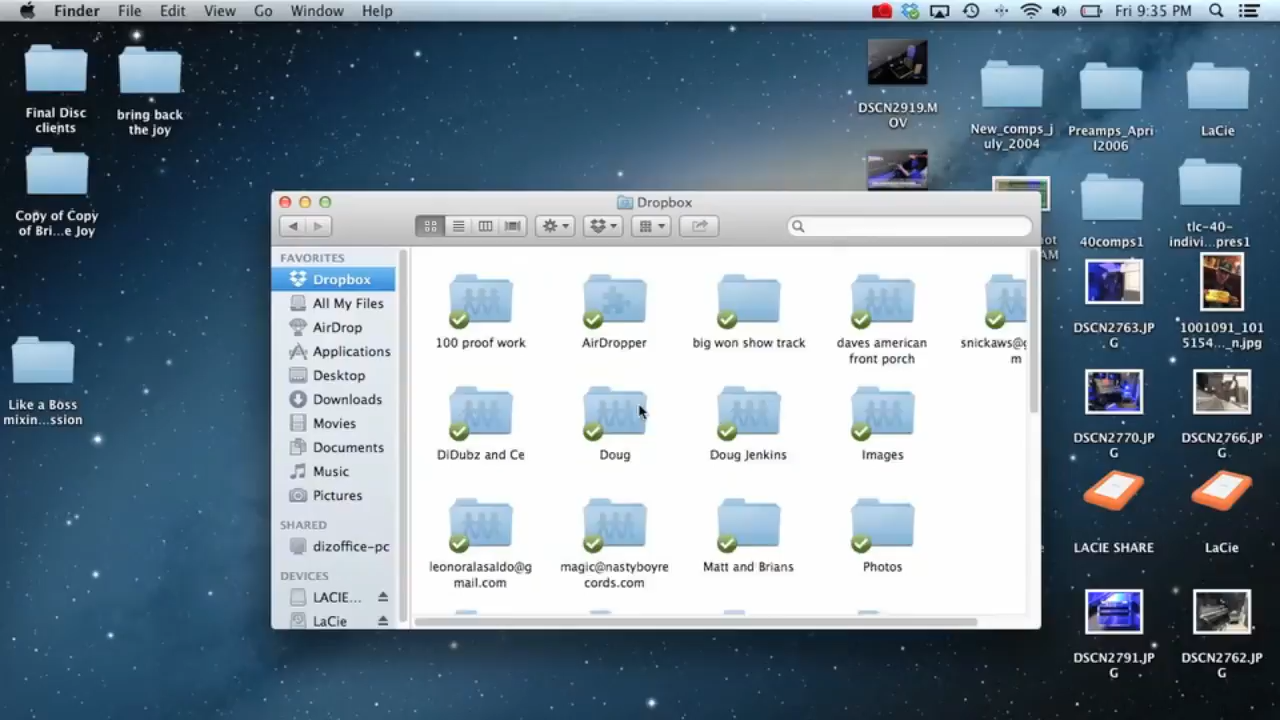 Finder File Edit View Go Window Help
Fri 9:35 PM
Final Disc
clients
bring back
the joy
Copy of Copy
of Bri...e Joy
Like a Boss
mixin...ssion
DSCN2919.M
OV
New_comps_j
uly_2004
Preamps_Apri
l2006
LaCie
40comps1
tlc-40-
indivi...pres1
AM
DSCN2763.JP
G
1001091_101
5154..._n.jpg
DSCN2770.JP
G
DSCN2766.JP
G
LACIE SHARE
LaCie
DSCN2791.JP
G
DSCN2762.JP
G
Dropbox
FAVORITES
Dropbox
All My Files
AirDrop
Applications
Desktop
Downloads
Movies
Documents
Music
Pictures
SHARED
dizoffice-pc
DEVICES
LACIE...
LaCie
100 proof work
AirDropper
big won show track
daves american
front porch
snickaws@g
m
DiDubz and Ce
Doug
Doug Jenkins
Images
leonoralasaldo@g
mail.com
magic@nastyboyre
cords.com
Matt and Brians
Photos